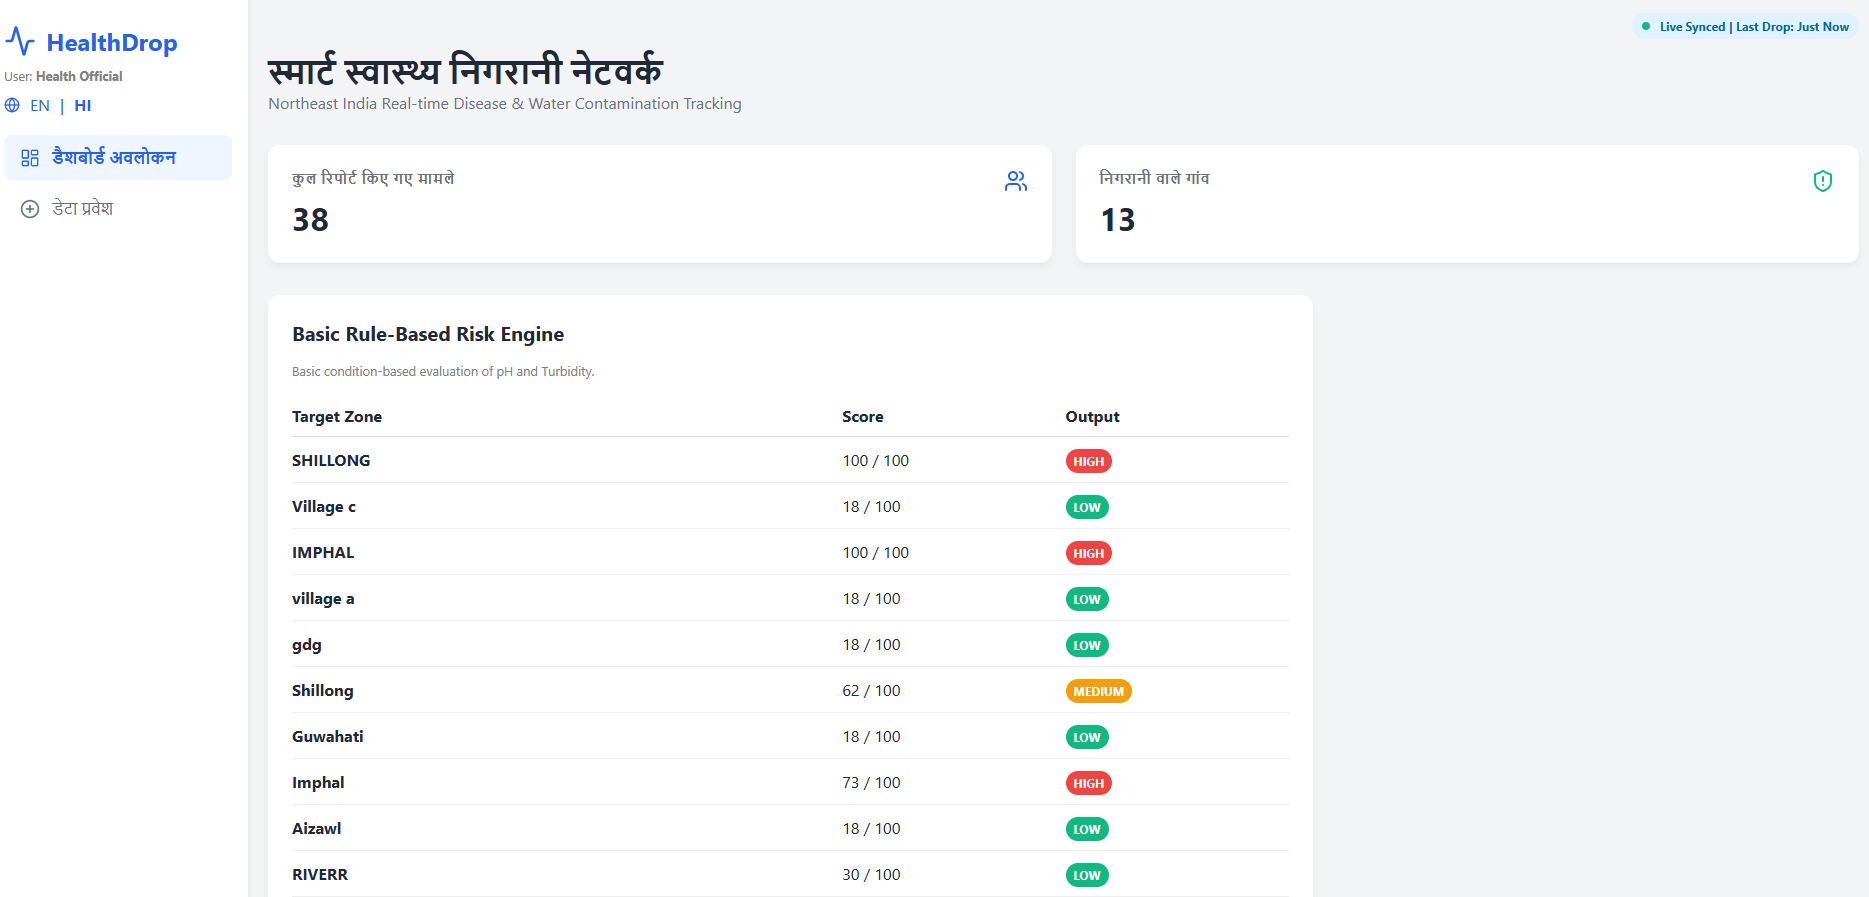 HealthDrop
User: Health Official
EN | HI
डैशबोर्ड अवलोकन
डेटा प्रवेश
Live Synced | Last Drop: Just Now
स्मार्ट स्वास्थ्य निगरानी नेटवर्क
Northeast India Real-time Disease & Water Contamination Tracking
कुल रिपोर्ट किए गए मामले
38
निगरानी वाले गांव
13
Basic Rule-Based Risk Engine
Basic condition-based evaluation of pH and Turbidity.
Target Zone Score Output
SHILLONG 100 / 100 HIGH
Village c 18 / 100 LOW
IMPHAL 100 / 100 HIGH
village a 18 / 100 LOW
gdg 18 / 100 LOW
Shillong 62 / 100 MEDIUM
Guwahati 18 / 100 LOW
Imphal 73 / 100 HIGH
Aizawl 18 / 100 LOW
RIVERR 30 / 100 LOW